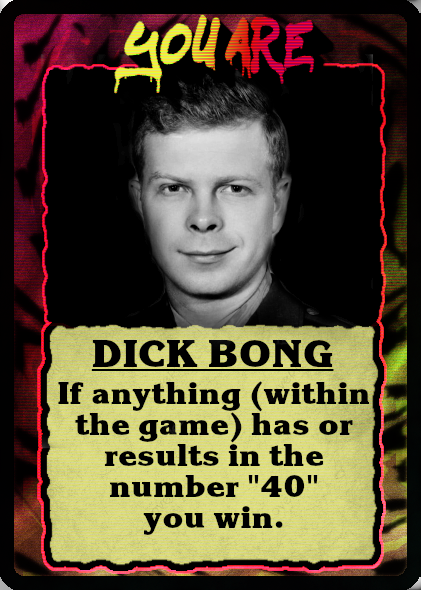 YOU ARE
DICK BONG
If anything (within
the game) has or
results in the
number "40"
you win.